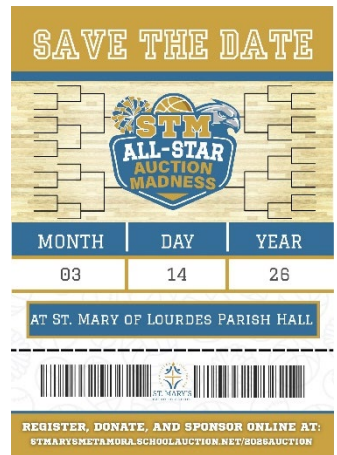 SAVE THE DATE
STM
ALL-STAR
AUCTION
MADNESS
MONTH DAY YEAR
03 14 26
AT ST. MARY OF LOURDES PARISH HALL
ST. MARY'S
REGISTER, DONATE, AND SPONSOR ONLINE AT:
STMARYSMETAMORA.SCHOOLAUCTION.NET/2026AUCTION